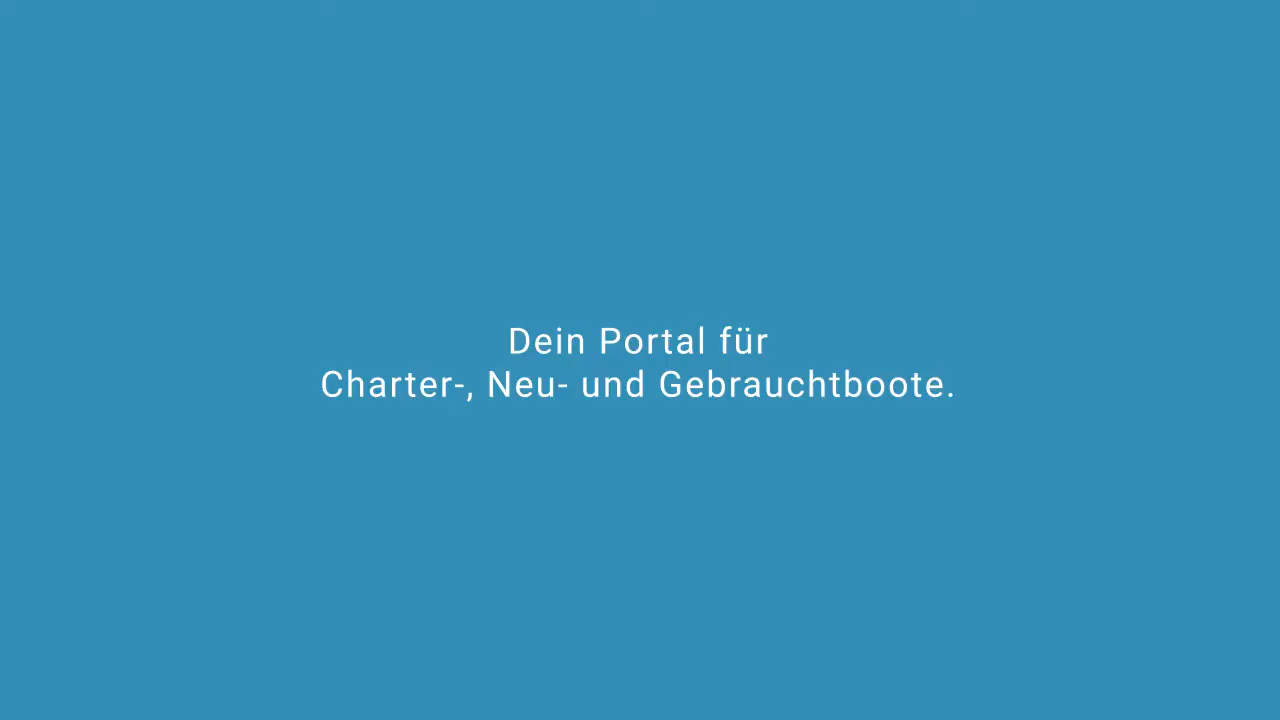 Dein Portal für
Charter-, Neu- und Gebrauchtboote.